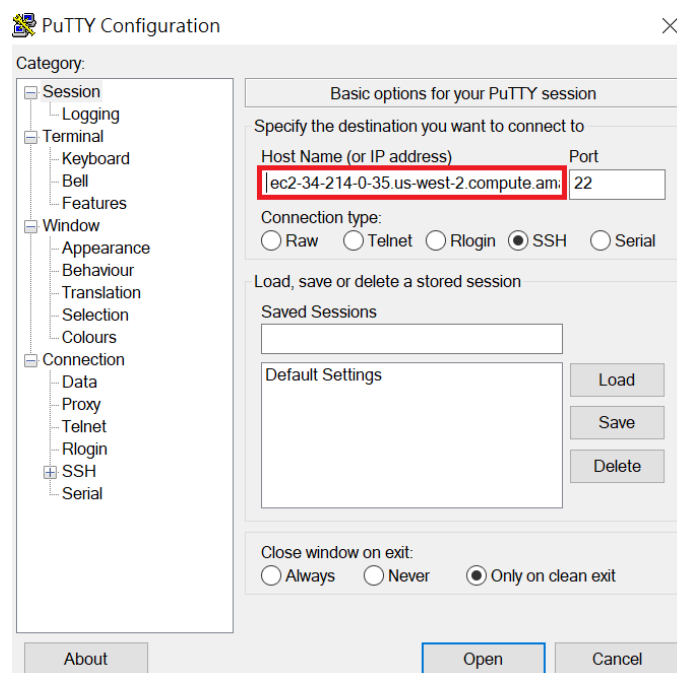 PuTTY Configuration
Category:
Session
Logging
Terminal
Keyboard
Bell
Features
Window
Appearance
Behaviour
Translation
Selection
Colours
Connection
Data
Proxy
Telnet
Rlogin
SSH
Serial
Basic options for your PuTTY session
Specify the destination you want to connect to
Host Name (or IP address) Port
ec2-34-214-0-35.us-west-2.compute.ama 22
Connection type:
Raw Telnet Rlogin SSH Serial
Load, save or delete a stored session
Saved Sessions
Default Settings
Load
Save
Delete
Close window on exit:
Always Never Only on clean exit
About Open Cancel